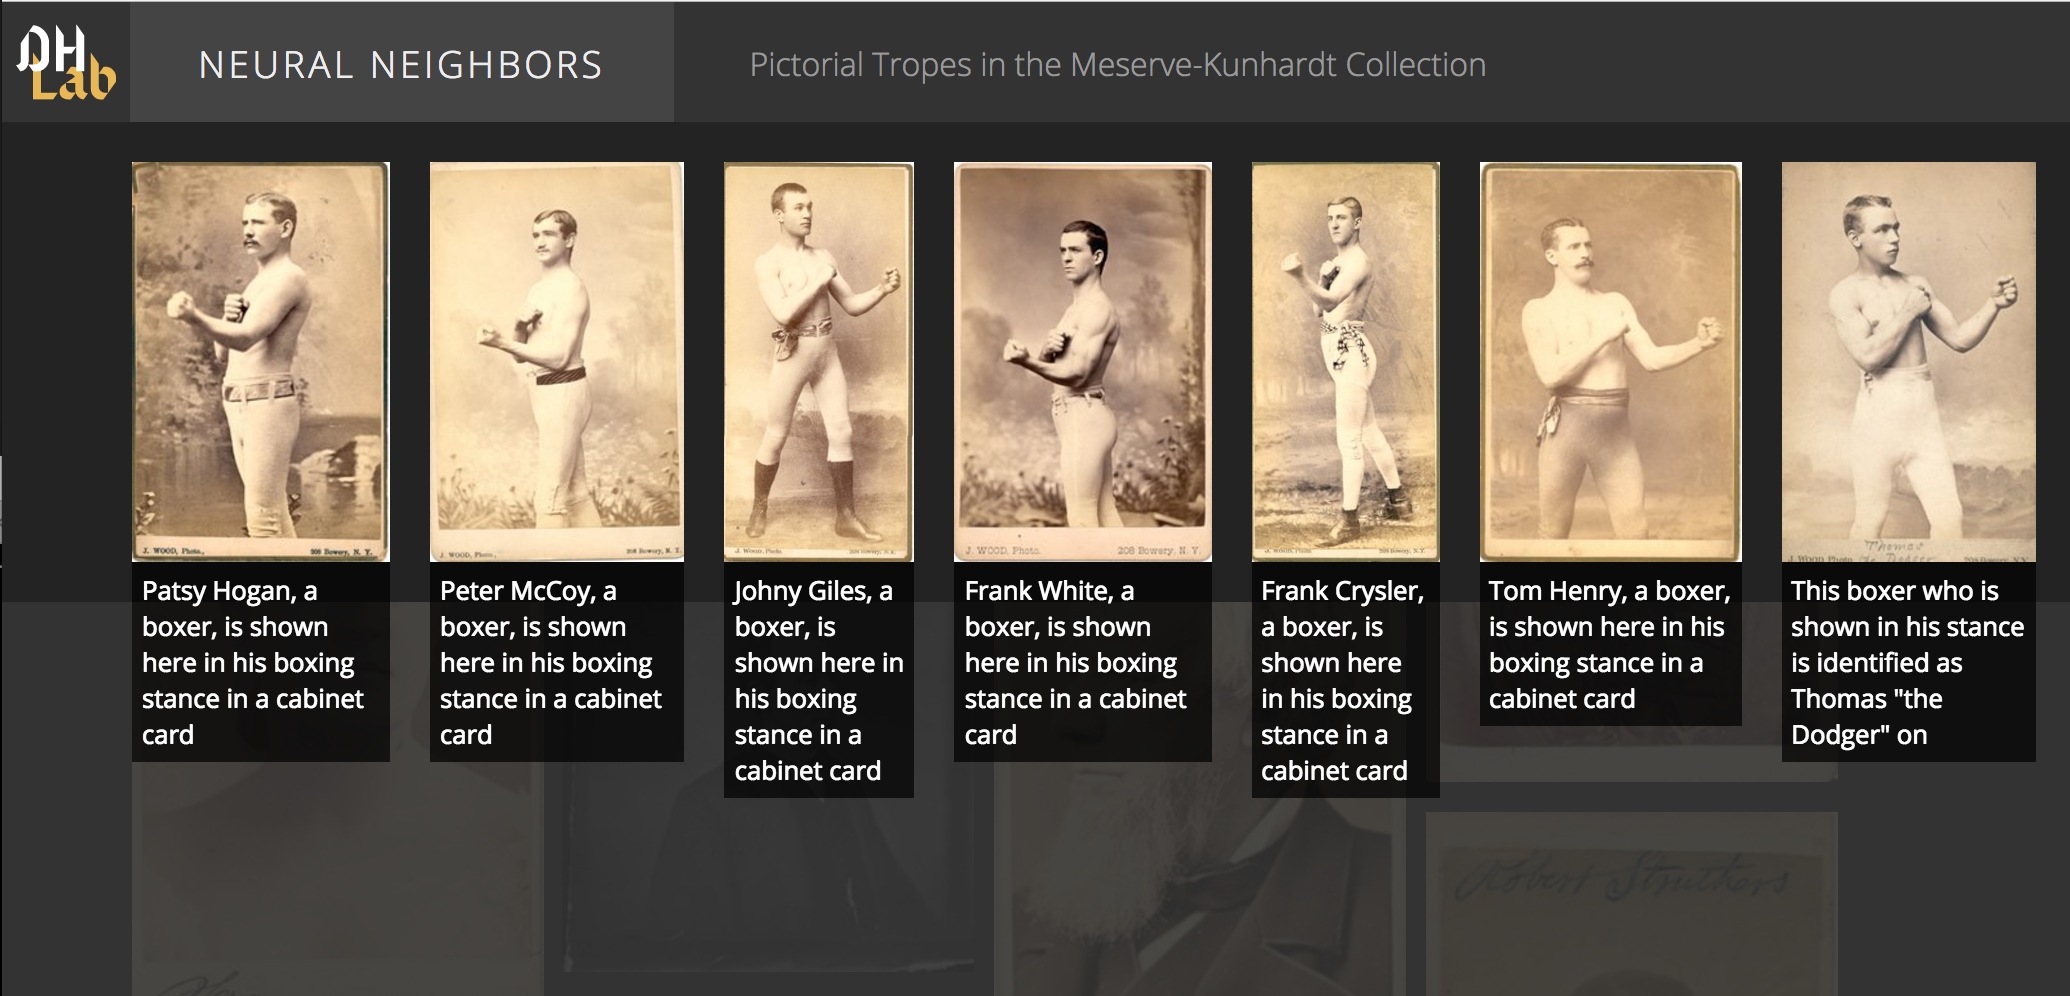 DH
Lab
NEURAL NEIGHBORS
Pictorial Tropes in the Meserve-Kunhardt Collection
J. WOOD, Photo, 208 Bowery, N. Y.
J. WOOD, Photo, 208 Bowery, N. Y.
J. Wood, Photo 208 Bowery, N.Y.
J. WOOD, Photo. 208 Bowery, N. Y.
J. WOOD, Photo 208 Bowery, N.Y.
Thomas
the Dodger
J. Wood Photo 208 Bowery N.Y.
Patsy Hogan, a
boxer, is shown
here in his boxing
stance in a cabinet
card
Peter McCoy, a
boxer, is shown
here in his boxing
stance in a cabinet
card
Johny Giles, a
boxer, is
shown here in
his boxing
stance in a
cabinet card
Frank White, a
boxer, is shown
here in his boxing
stance in a cabinet
card
Frank Crysler,
a boxer, is
shown here
in his boxing
stance in a
cabinet card
Tom Henry, a boxer,
is shown here in his
boxing stance in a
cabinet card
This boxer who is
shown in his stance
is identified as
Thomas "the
Dodger" on
Robert Struthers